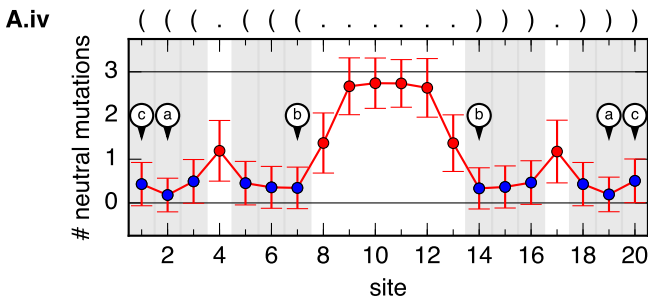 A.iv ( ( ( . ( ( ( . . . . . . ) ) ) . ) ) )
3
2
1
0
# neutral mutations
c a b b a c
2 4 6 8 10 12 14 16 18 20
site